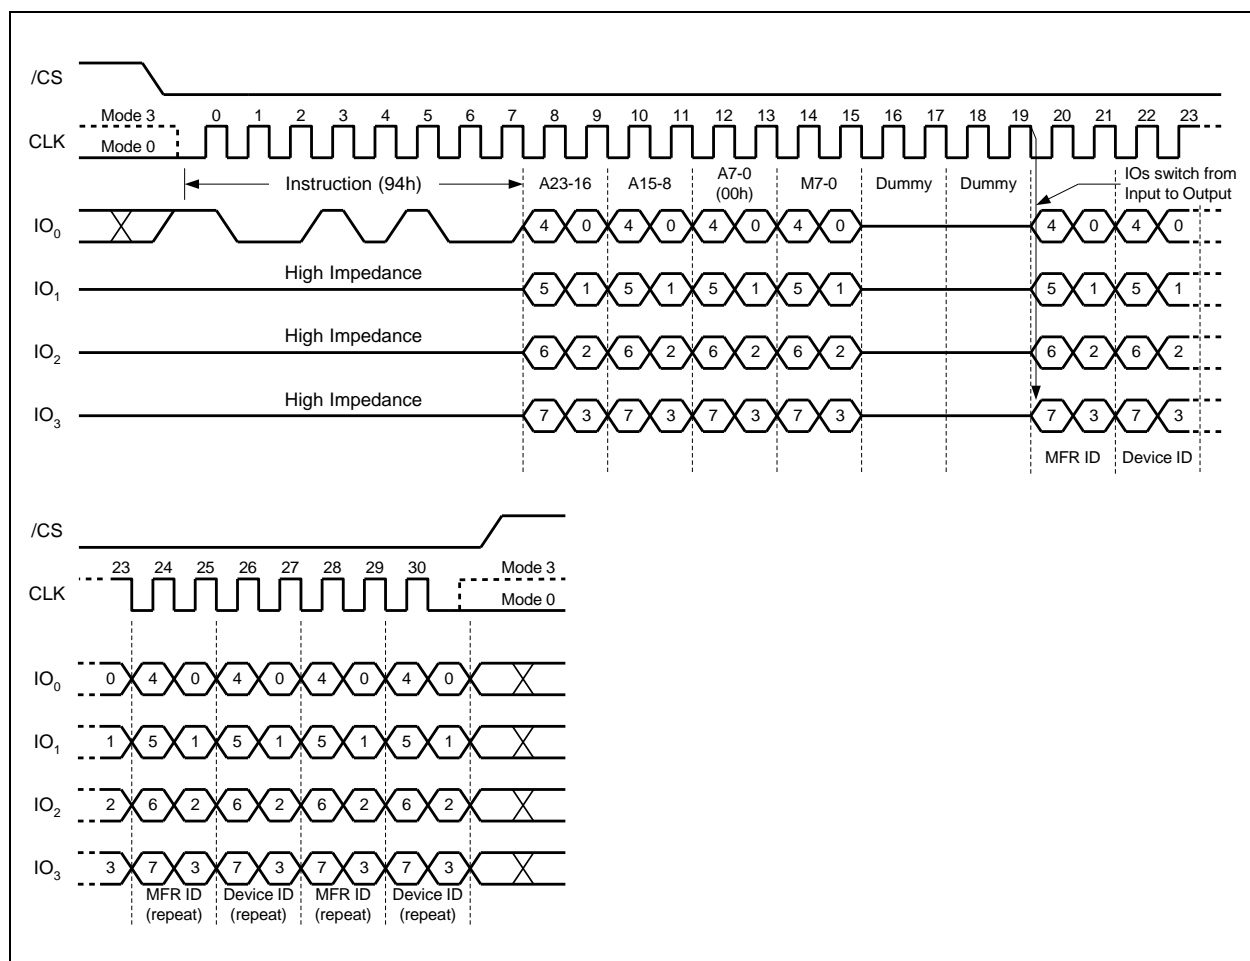 /CS
Mode 3 0 1 2 3 4 5 6 7 8 9 10 11 12 13 14 15 16 17 18 19 20 21 22 23
CLK
Mode 0
Instruction (94h) A23-16 A15-8 A7-0 (00h) M7-0 Dummy Dummy IOs switch from Input to Output
IO0 4 0 4 0 4 0 4 0 4 0 4 0
High Impedance
IO1 5 1 5 1 5 1 5 1 5 1 5 1
High Impedance
IO2 6 2 6 2 6 2 6 2 6 2 6 2
High Impedance
IO3 7 3 7 3 7 3 7 3 7 3 7 3
MFR ID Device ID
/CS
23 24 25 26 27 28 29 30 Mode 3
CLK
Mode 0
IO0 0 4 0 4 0 4 0 4 0
IO1 1 5 1 5 1 5 1 5 1
IO2 2 6 2 6 2 6 2 6 2
IO3 3 7 3 7 3 7 3 7 3
MFR ID Device ID MFR ID Device ID
(repeat) (repeat) (repeat) (repeat)